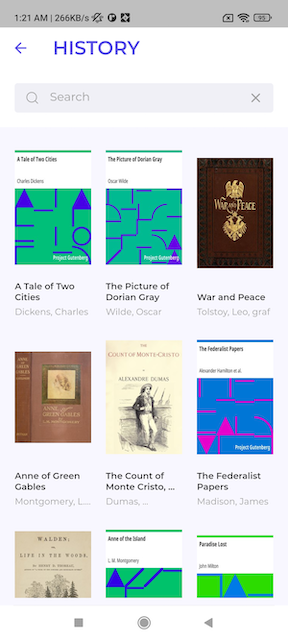 1:21 AM | 266KB/s
95
HISTORY
Search
A Tale of Two Cities
Charles Dickens
Project Gutenberg
The Picture of Dorian Gray
Oscar Wilde
Project Gutenberg
WAR AND PEACE
A Tale of Two
Cities
Dickens, Charles
The Picture of
Dorian Gray
Wilde, Oscar
War and Peace
Tolstoy, Leo, graf
ANNE OF
GREEN GABLES
THE
COUNT OF MONTE-CRISTO
BY
ALEXANDRE DUMAS
The Federalist Papers
Alexander Hamilton et al.
Project Gutenberg
Anne of Green
Gables
Montgomery, L....
The Count of
Monte Cristo, ...
Dumas, ...
The Federalist
Papers
Madison, James
WALDEN;
OR,
LIFE IN THE WOODS.
Anne of the Island
L. M. Montgomery
Paradise Lost
John Milton